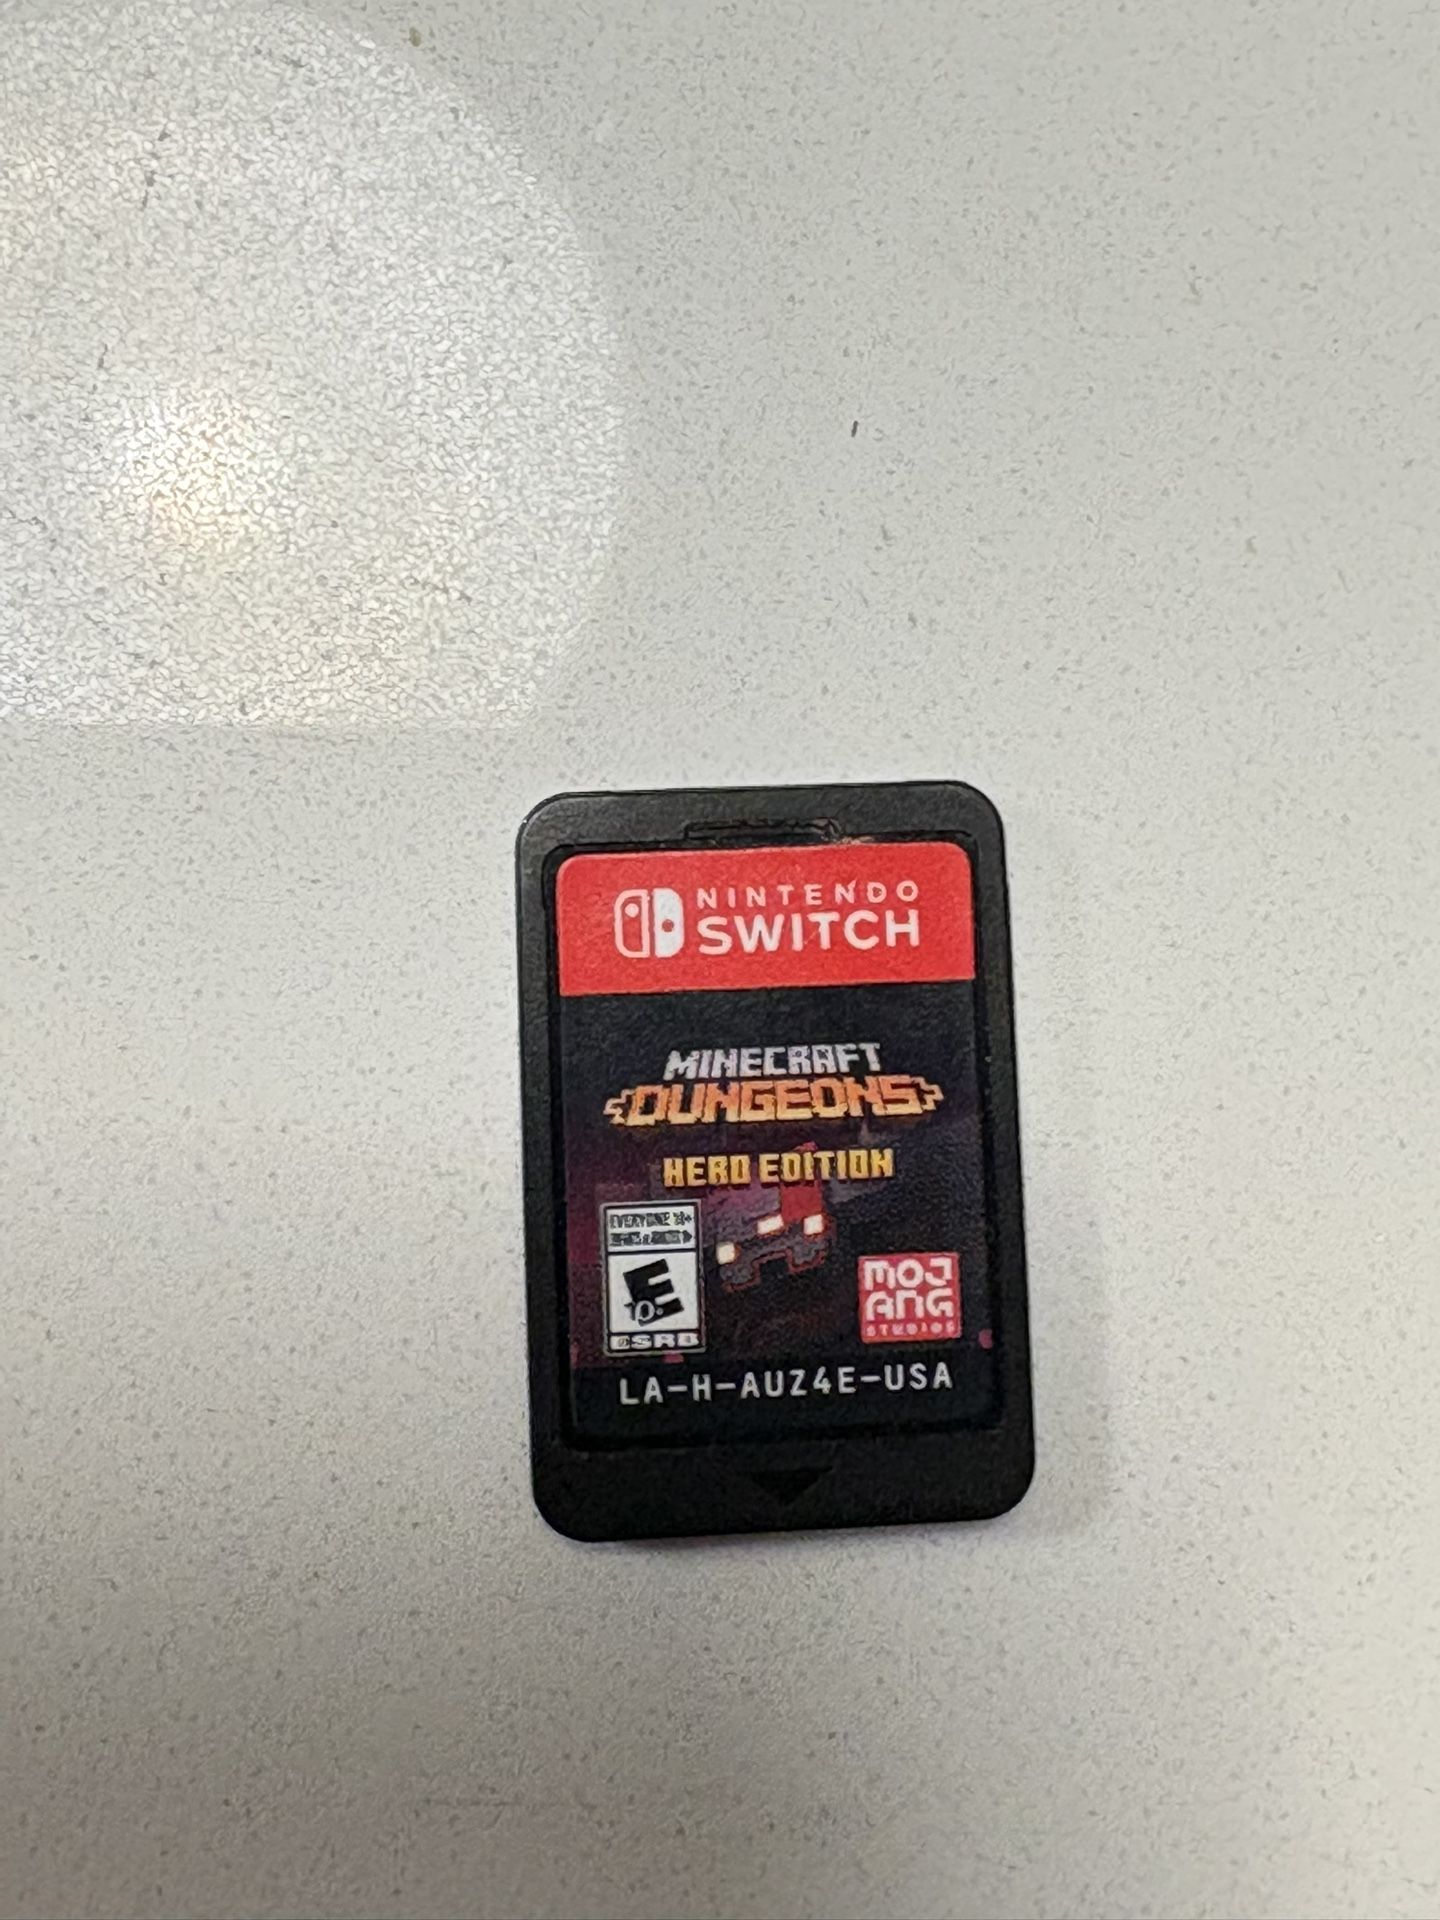 NINTENDO
SWITCH
MINECRAFT
DUNGEONS
HERO EDITION
EVERYONE 10+
E
10+
ESRB
MOJ
ANG
STUDIOS
LA-H-AUZ4E-USA